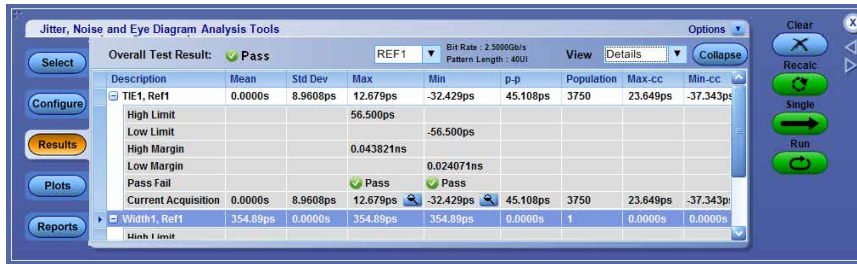 Jitter, Noise and Eye Diagram Analysis Tools Options Clear X
Select Overall Test Result: Pass REF1 Bit Rate : 2.5000Gb/s View Details Collapse
Pattern Length : 40UI
Recalc
Description Mean Std Dev Max Min p-p Population Max-cc Min-cc
TIE1, Ref1 0.0000s 8.9608ps 12.679ps -32.429ps 45.108ps 3750 23.649ps -37.343ps
Configure High Limit 56.500ps Single
Low Limit -56.500ps
Results High Margin 0.043821ns Run
Low Margin 0.024071ns
Plots Pass Fail Pass Pass
Current Acquisition 0.0000s 8.9608ps 12.679ps -32.429ps 45.108ps 3750 23.649ps -37.343p
Reports Width1, Ref1 354.89ps 0.0000s 354.89ps 354.89ps 0.0000s 1 0.0000s 0.0000s
High Limit